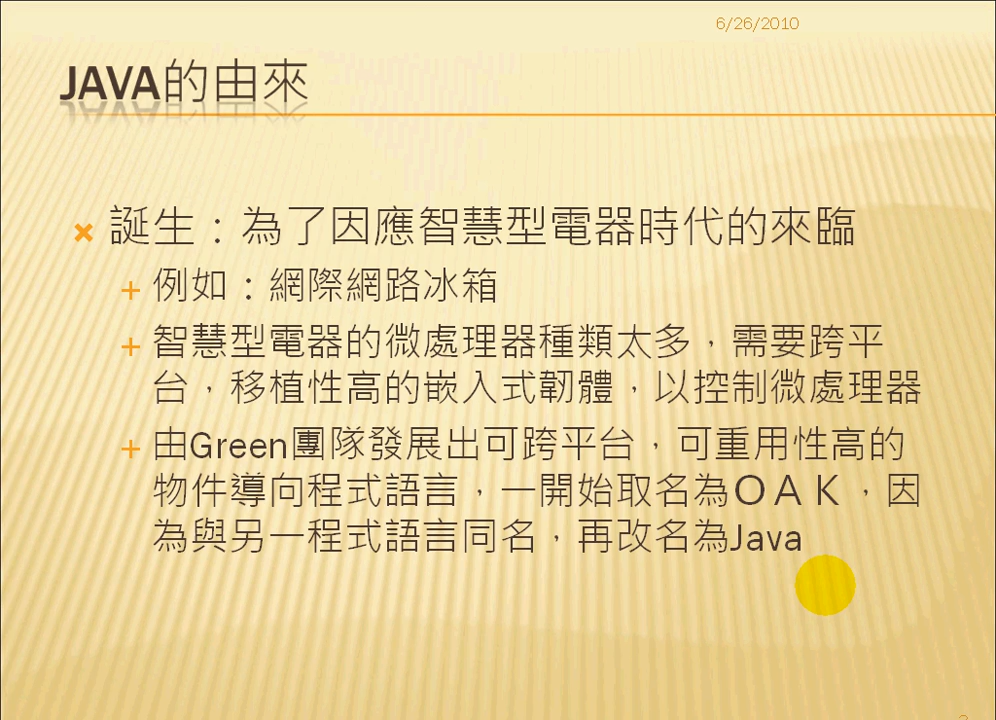 6/26/2010
JAVA的由來
誕生：為了因應智慧型電器時代的來臨
例如：網際網路冰箱
智慧型電器的微處理器種類太多，需要跨平
台，移植性高的嵌入式韌體，以控制微處理器
由Green團隊發展出可跨平台，可重用性高的
物件導向程式語言，一開始取名為ＯＡＫ，因
為與另一程式語言同名，再改名為Java